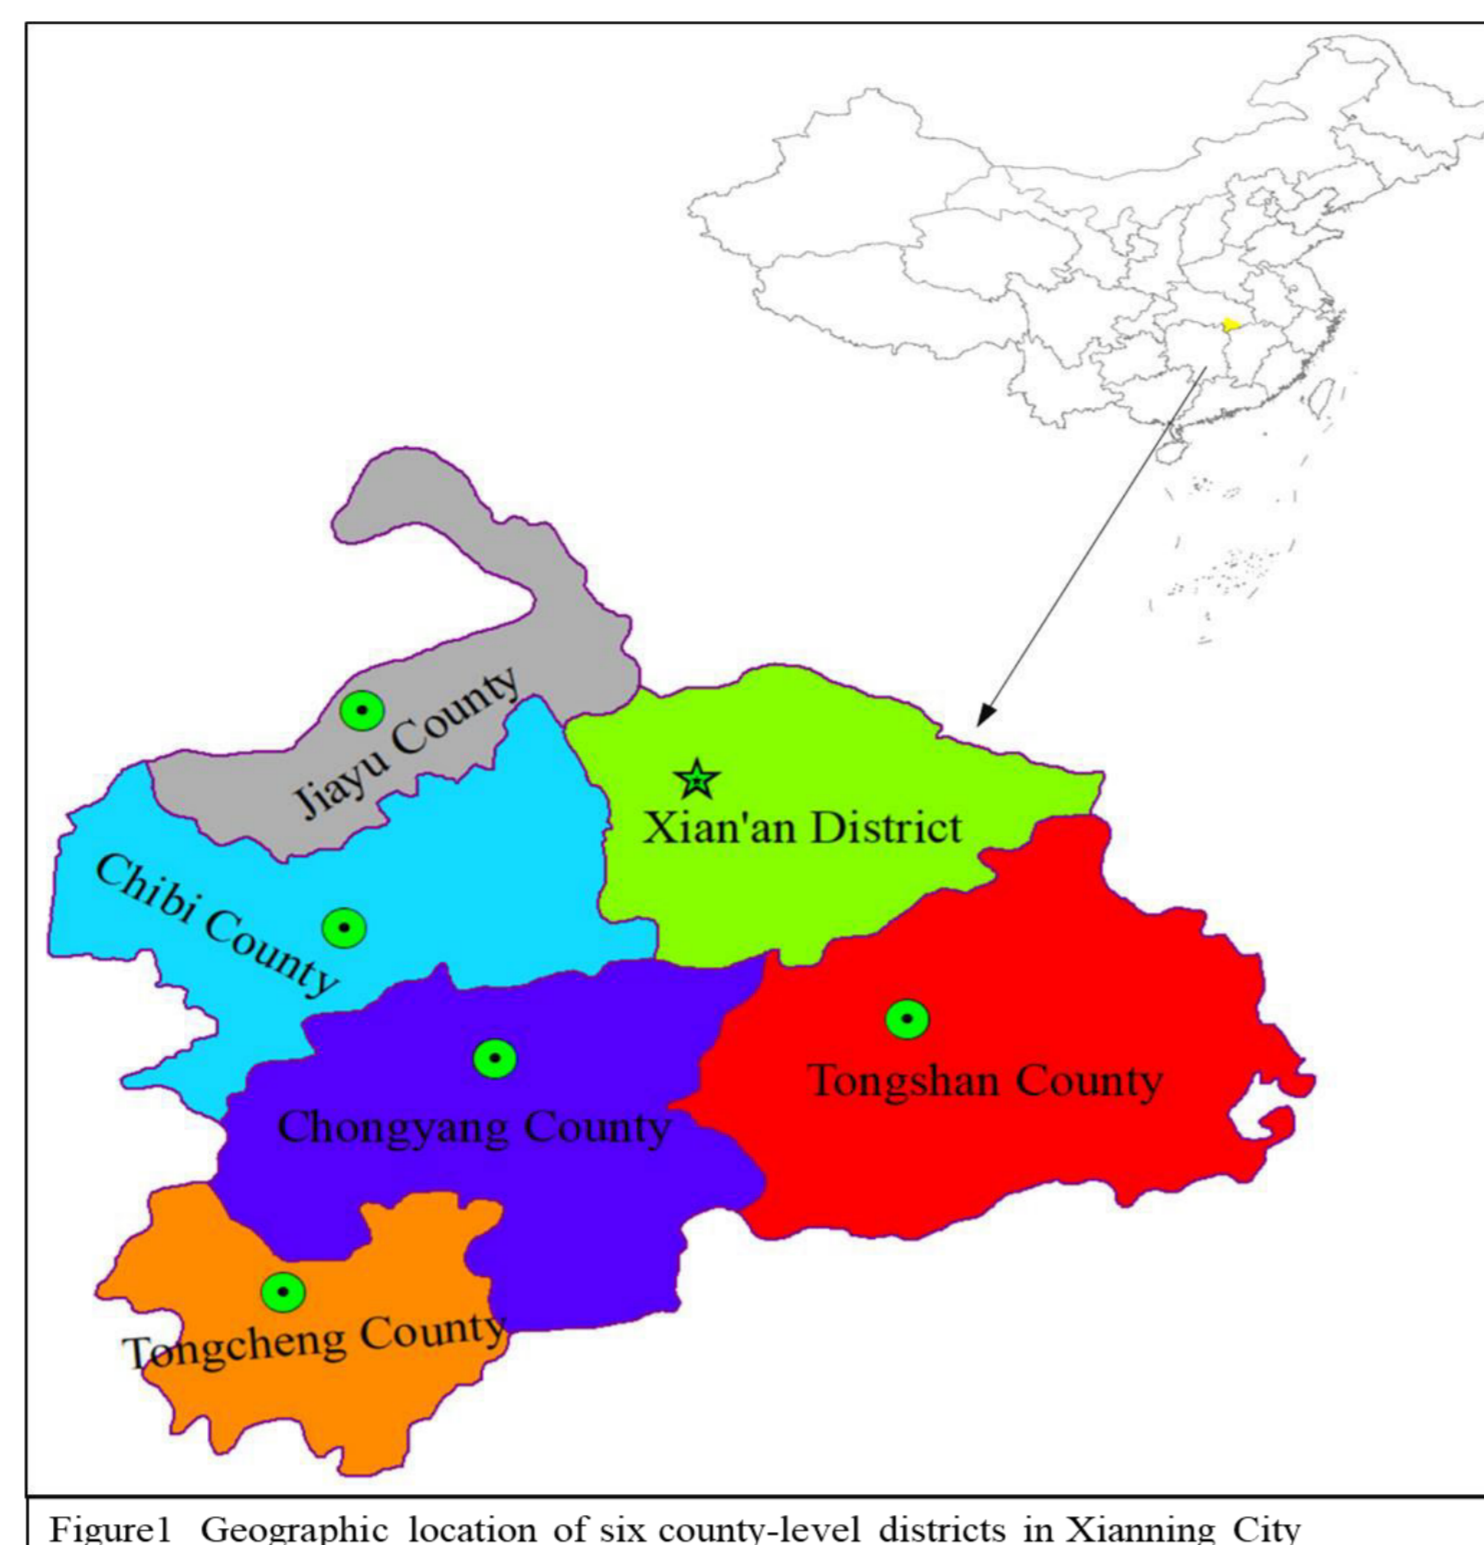 Jiayu County
Xian'an District
Chibi County
Tongshan County
Chongyang County
Tongcheng County
Figure1 Geographic location of six county-level districts in Xianning City